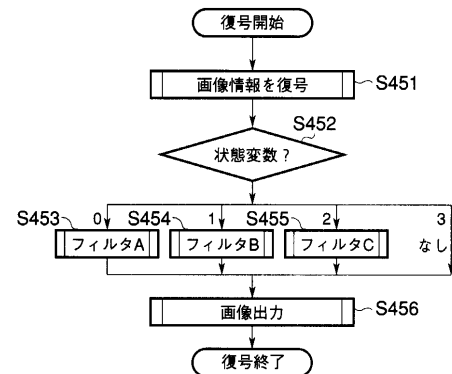 復号開始
画像情報を復号
S451
S452
状態変数?
S453 0 S454 1 S455 2 3
フィルタA フィルタB フィルタC なし
画像出力
S456
復号終了